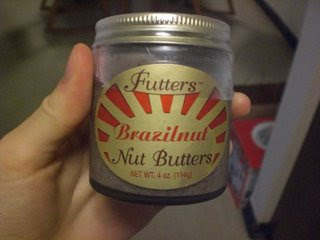 Futters™
Brazilnut
Nut Butters
NET WT. 4 oz. (114g)